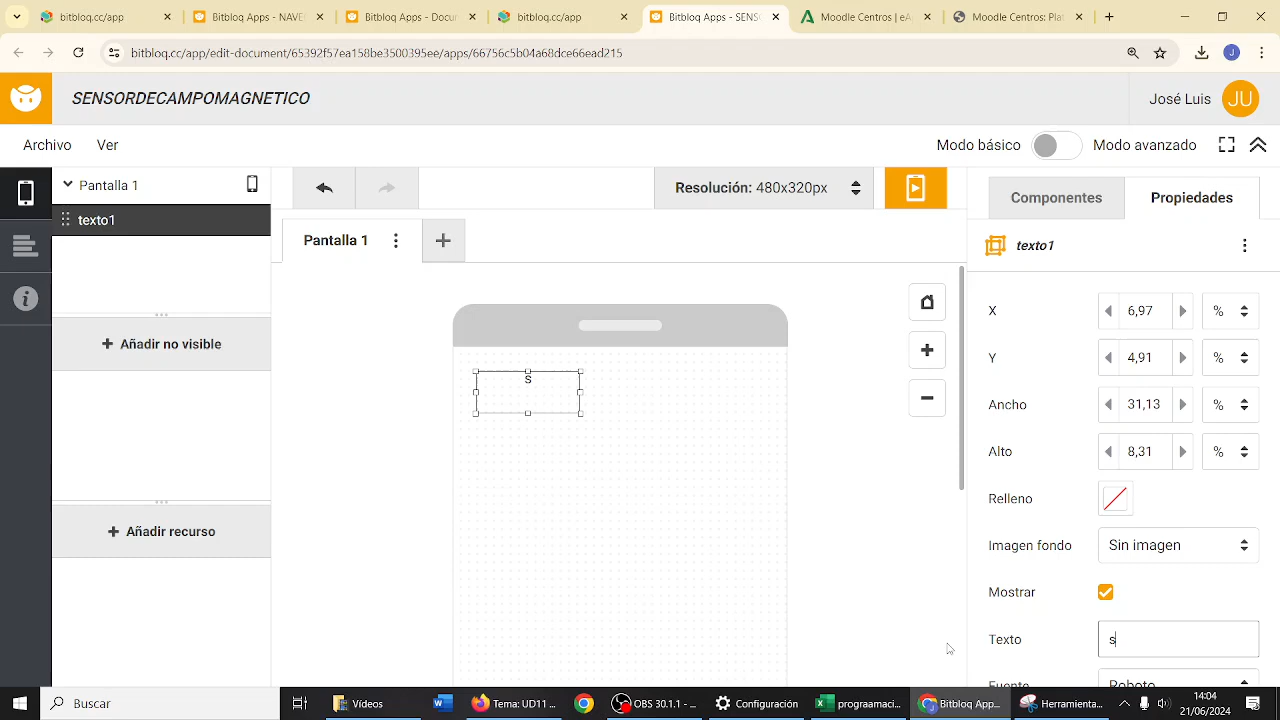 bitbloq.cc/app
Bitbloq Apps - NAVE
Bitbloq Apps - Docu
bitbloq.cc/app
Bitbloq Apps - SENS
Moodle Centros: | eA
Moodle Centros: Pla
bitbloq.cc/app/edit-document/65392f57ea158be3500395ee/apps/66756c5b04a68dce66ead215
J
SENSORDECAMPOMAGNETICO
José Luis
JU
Archivo
Ver
Modo básico
Modo avanzado
Pantalla 1
Resolución: 480x320px
Componentes
Propiedades
texto1
Pantalla 1
texto1
X
6,97
%
Añadir no visible
Y
4,91
%
s
Ancho
31,13
%
Alto
8,31
%
Relleno
Añadir recurso
Imagen fondo
Sin imagen
Mostrar
Texto
s
Fuente
Roboto
Buscar
Vídeos
Tema: UD11 ...
OBS 30.1.1 - ...
Configuración
prograamaci...
Bitbloq App...
Herramienta...
14:04
21/06/2024